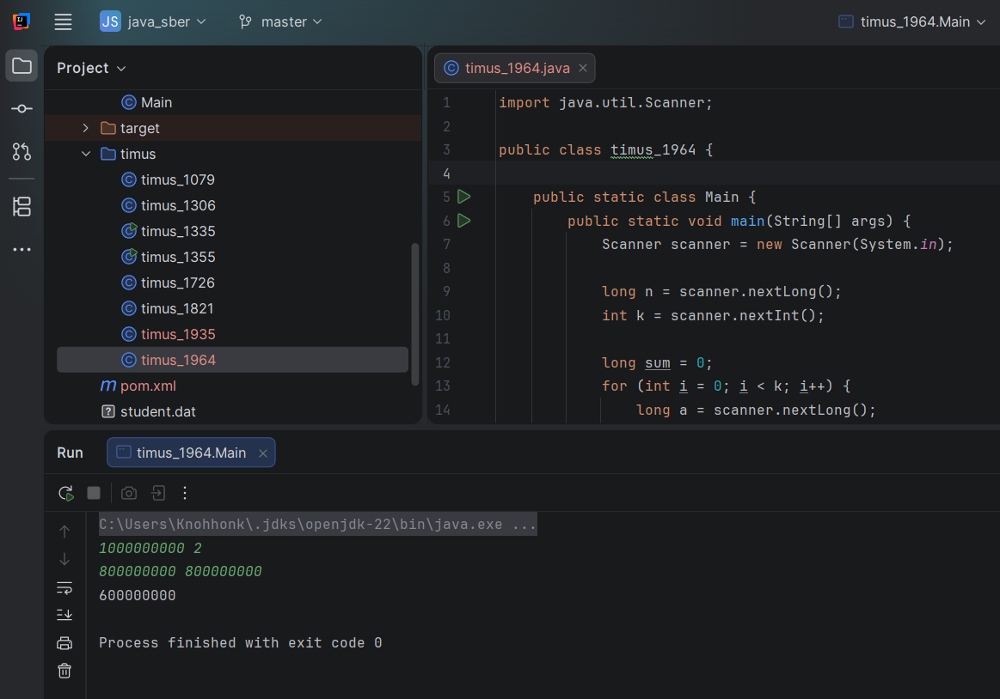 JS java_sber master timus_1964.Main
Project
Main
target
timus
timus_1079
timus_1306
timus_1335
timus_1355
timus_1726
timus_1821
timus_1935
timus_1964
m pom.xml
? student.dat
timus_1964.java
1 import java.util.Scanner;
2
3 public class timus_1964 {
4
5 public static class Main {
6 public static void main(String[] args) {
7 Scanner scanner = new Scanner(System.in);
8
9 long n = scanner.nextLong();
10 int k = scanner.nextInt();
11
12 long sum = 0;
13 for (int i = 0; i < k; i++) {
14 long a = scanner.nextLong();
Run timus_1964.Main
C:\Users\Knohhonk\.jdks\openjdk-22\bin\java.exe ...
1000000000 2
800000000 800000000
600000000
Process finished with exit code 0